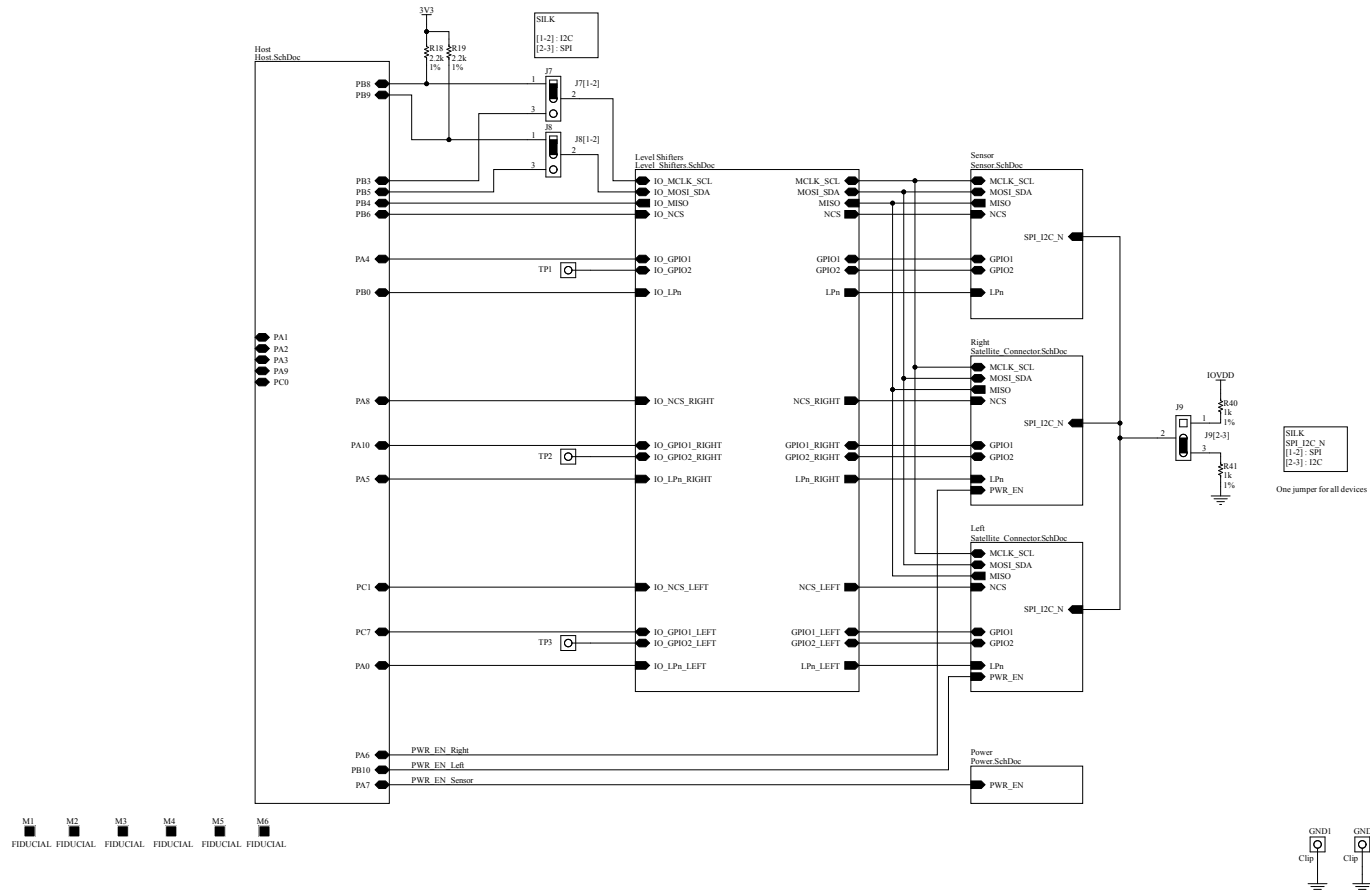 3V3
R18
2.2k
1%
R19
2.2k
1%
SILK
[1-2] : I2C
[2-3] : SPI
Host
Host.SchDoc
PB8
PB9
PB3
PB5
PB4
PB6
PA4
PB0
PA1
PA2
PA3
PA9
PC0
PA8
PA10
PA5
PC1
PC7
PA0
PA6
PB10
PA7
J7
1
2
3
J7[1-2]
J8
1
2
3
J8[1-2]
TP1
TP2
TP3
PWR_EN_Right
PWR_EN_Left
PWR_EN_Sensor
Level Shifters
Level_Shifters.SchDoc
IO_MCLK_SCL
IO_MOSI_SDA
IO_MISO
IO_NCS
IO_GPIO1
IO_GPIO2
IO_LPn
IO_NCS_RIGHT
IO_GPIO1_RIGHT
IO_GPIO2_RIGHT
IO_LPn_RIGHT
IO_NCS_LEFT
IO_GPIO1_LEFT
IO_GPIO2_LEFT
IO_LPn_LEFT
MCLK_SCL
MOSI_SDA
MISO
NCS
GPIO1
GPIO2
LPn
NCS_RIGHT
GPIO1_RIGHT
GPIO2_RIGHT
LPn_RIGHT
NCS_LEFT
GPIO1_LEFT
GPIO2_LEFT
LPn_LEFT
Sensor
Sensor.SchDoc
MCLK_SCL
MOSI_SDA
MISO
NCS
SPI_I2C_N
GPIO1
GPIO2
LPn
Right
Satellite_Connector.SchDoc
MCLK_SCL
MOSI_SDA
MISO
NCS
SPI_I2C_N
GPIO1
GPIO2
LPn
PWR_EN
Left
Satellite_Connector.SchDoc
MCLK_SCL
MOSI_SDA
MISO
NCS
SPI_I2C_N
GPIO1
GPIO2
LPn
PWR_EN
Power
Power.SchDoc
PWR_EN
IOVDD
R40
1k
1%
J9
1
2
3
J9[2-3]
R41
1k
1%
SILK
SPI_I2C_N
[1-2] : SPI
[2-3] : I2C
One jumper for all devices
M1
M2
M3
M4
M5
M6
FIDUCIAL
FIDUCIAL
FIDUCIAL
FIDUCIAL
FIDUCIAL
FIDUCIAL
GND1
Clip
GND
Clip